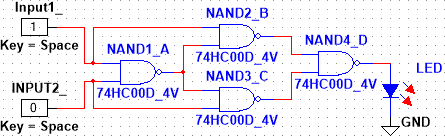 Input1_
1
Key = Space
INPUT2_
0
Key = Space
NAND1_A
74HC00D_4V
NAND2_B
74HC00D_4V
NAND3_C
74HC00D_4V
NAND4_D
74HC00D_4V
LED
GND